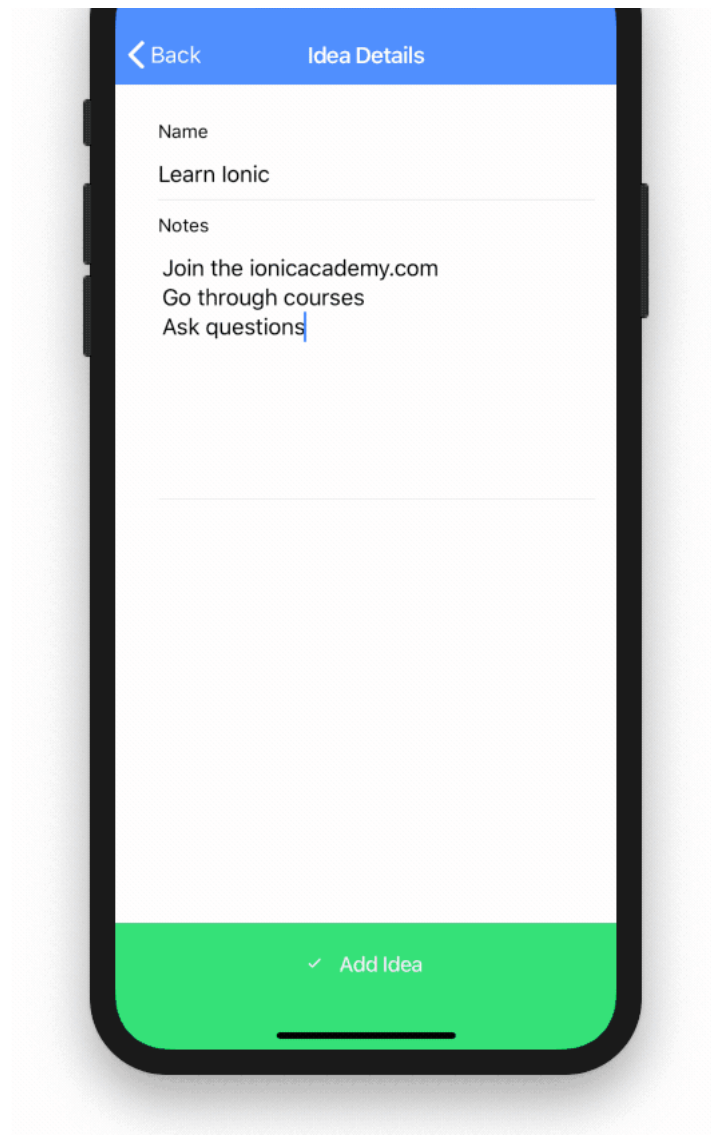 Back
Idea Details
Name
Learn Ionic
Notes
Join the ionicacademy.com
Go through courses
Ask questions
Add Idea